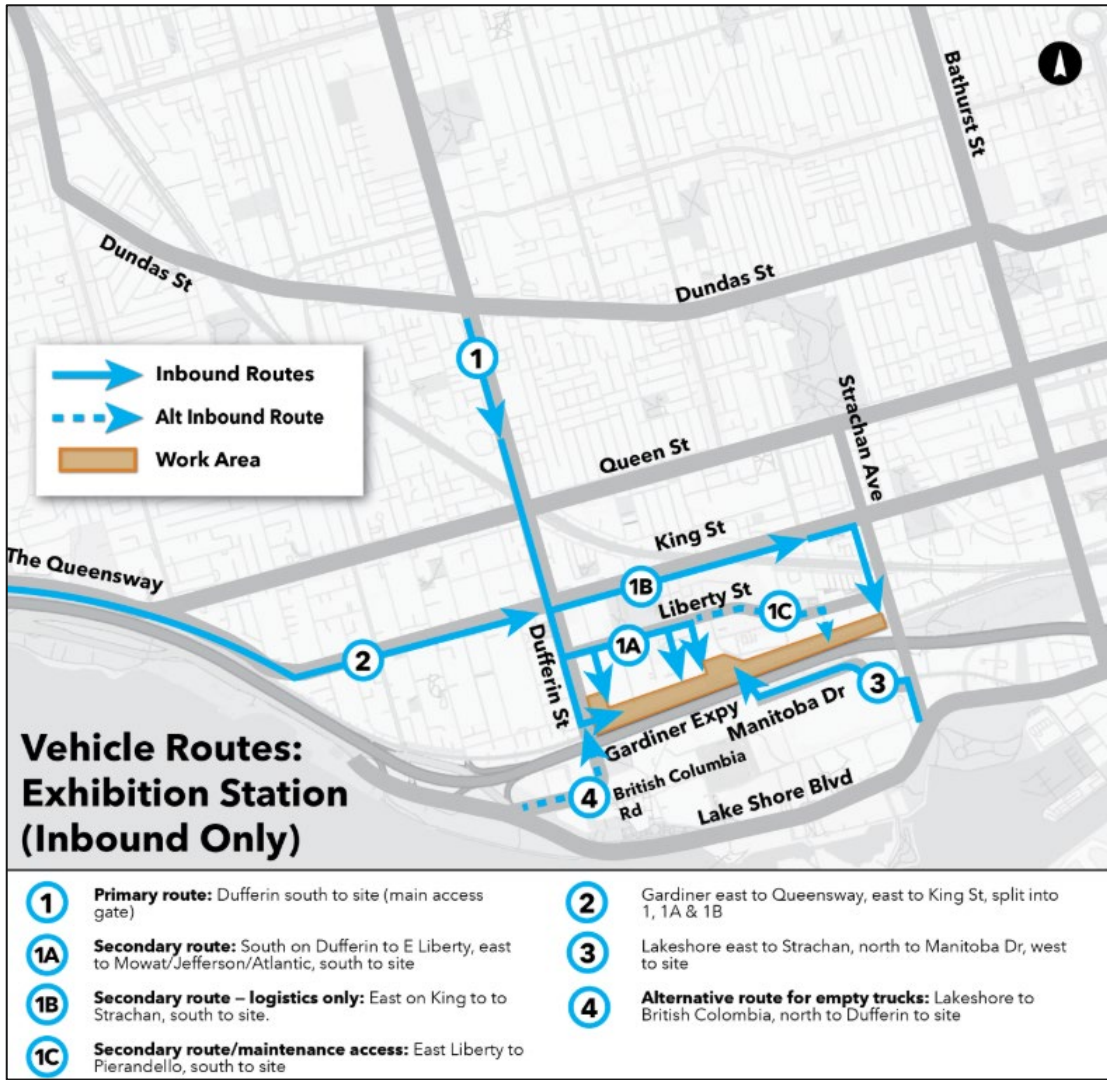 Bathurst St
Dundas St
Dundas St
1
Inbound Routes
Alt Inbound Route
Work Area
Strachan Ave
Queen St
King St
The Queensway
1B
Liberty St
1C
1A
2
Dufferin St
3
Gardiner Expy
Manitoba Dr
British Columbia
Rd
4
Lake Shore Blvd
Vehicle Routes:
Exhibition Station
(Inbound Only)
1
Primary route: Dufferin south to site (main access
gate)
1A
Secondary route: South on Dufferin to E Liberty, east
to Mowat/Jefferson/Atlantic, south to site
1B
Secondary route – logistics only: East on King to to
Strachan, south to site.
1C
Secondary route/maintenance access: East Liberty to
Pierandello, south to site
2
Gardiner east to Queensway, east to King St, split into
1, 1A & 1B
3
Lakeshore east to Strachan, north to Manitoba Dr, west
to site
4
Alternative route for empty trucks: Lakeshore to
British Colombia, north to Dufferin to site